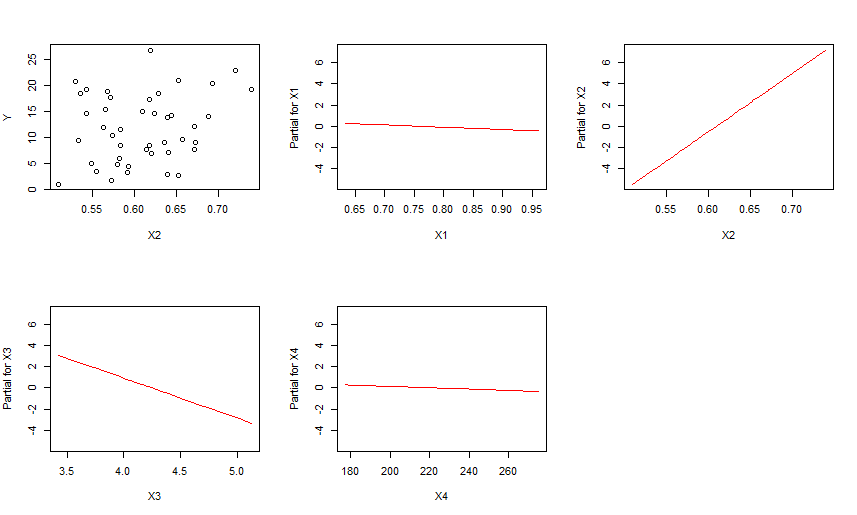 Y
25
20
15
10
5
0
0.55 0.60 0.65 0.70
X2
Partial for X1
6
4
2
0
-2
-4
0.65 0.70 0.75 0.80 0.85 0.90 0.95
X1
Partial for X2
6
4
2
0
-2
-4
0.55 0.60 0.65 0.70
X2
Partial for X3
6
4
2
0
-2
-4
3.5 4.0 4.5 5.0
X3
Partial for X4
6
4
2
0
-2
-4
180 200 220 240 260
X4